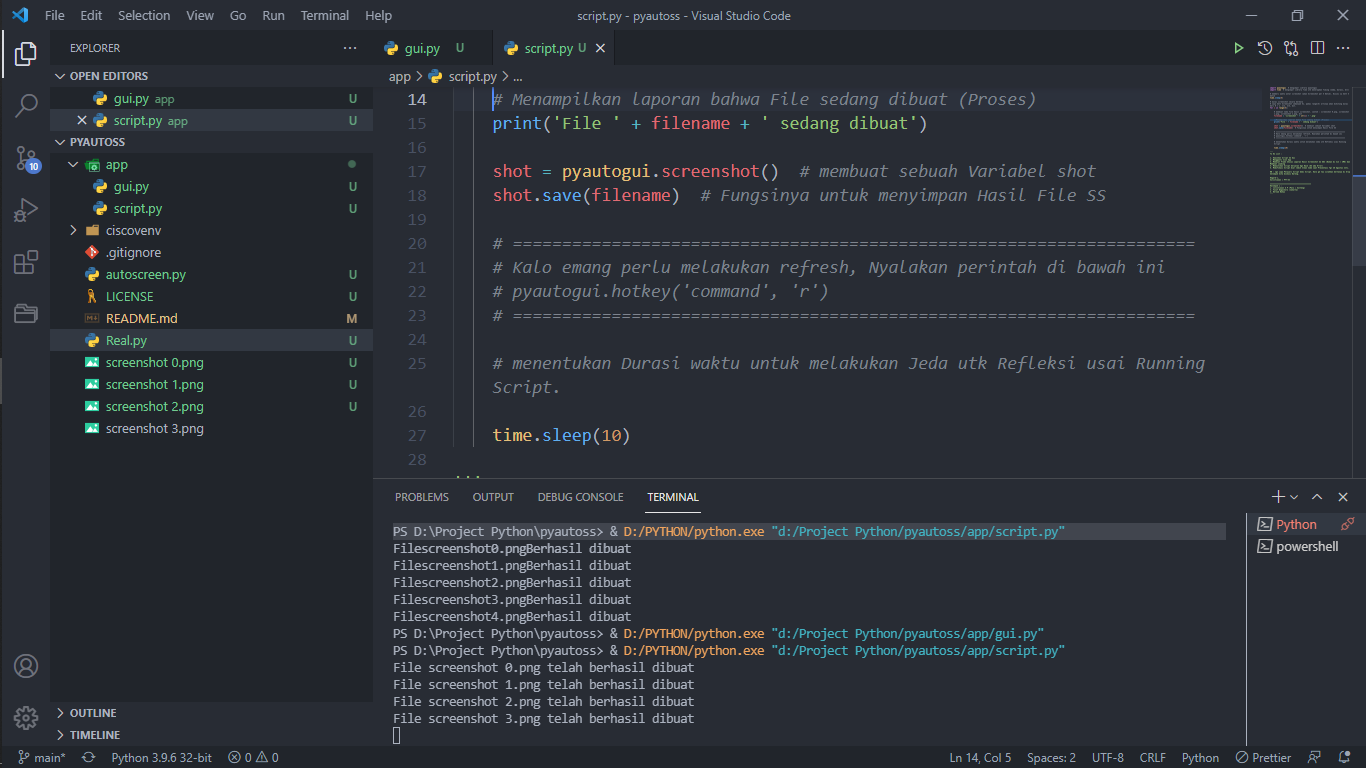 File Edit Selection View Go Run Terminal Help
script.py - pyautoss - Visual Studio Code
EXPLORER
OPEN EDITORS
gui.py app U
script.py app U
PYAUTOSS
app
gui.py U
script.py U
ciscovenv
.gitignore
autoscreen.py U
LICENSE U
README.md M
Real.py U
screenshot 0.png U
screenshot 1.png U
screenshot 2.png U
screenshot 3.png
OUTLINE
TIMELINE
10
gui.py U script.py U
app > script.py > ...
14 # Menampilkan laporan bahwa File sedang dibuat (Proses)
15 print('File ' + filename + ' sedang dibuat')
16
17 shot = pyautogui.screenshot() # membuat sebuah Variabel shot
18 shot.save(filename) # Fungsinya untuk menyimpan Hasil File SS
19
20 # =====================================================================
21 # Kalo emang perlu melakukan refresh, Nyalakan perintah di bawah ini
22 # pyautogui.hotkey('command', 'r')
23 # =====================================================================
24
25 # menentukan Durasi waktu untuk melakukan Jeda utk Refleksi usai Running
Script.
26
27 time.sleep(10)
28
PROBLEMS OUTPUT DEBUG CONSOLE TERMINAL
PS D:\Project Python\pyautoss> & D:/PYTHON/python.exe "d:/Project Python/pyautoss/app/script.py"
Filescreenshot0.pngBerhasil dibuat
Filescreenshot1.pngBerhasil dibuat
Filescreenshot2.pngBerhasil dibuat
Filescreenshot3.pngBerhasil dibuat
Filescreenshot4.pngBerhasil dibuat
PS D:\Project Python\pyautoss> & D:/PYTHON/python.exe "d:/Project Python/pyautoss/app/gui.py"
PS D:\Project Python\pyautoss> & D:/PYTHON/python.exe "d:/Project Python/pyautoss/app/script.py"
File screenshot 0.png telah berhasil dibuat
File screenshot 1.png telah berhasil dibuat
File screenshot 2.png telah berhasil dibuat
File screenshot 3.png telah berhasil dibuat
Python
powershell
main* Python 3.9.6 32-bit 0 0 Ln 14, Col 5 Spaces: 2 UTF-8 CRLF Python Prettier